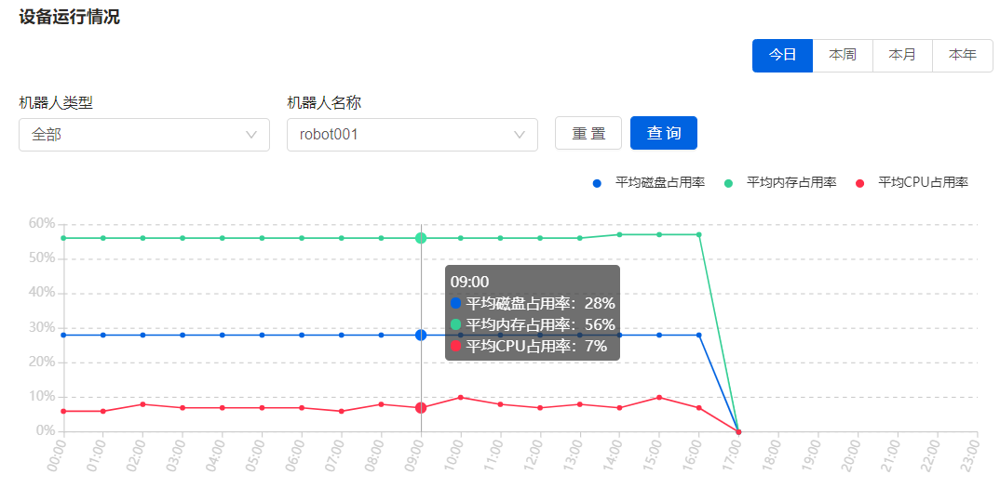 设备运行情况
今日 本周 本月 本年
机器人类型 机器人名称
全部 robot001 重 置 查 询
平均磁盘占用率 平均内存占用率 平均CPU占用率
60%
50%
40%
30%
20%
10%
0%
09:00
平均磁盘占用率：28%
平均内存占用率：56%
平均CPU占用率：7%
00:00 01:00 02:00 03:00 04:00 05:00 06:00 07:00 08:00 09:00 10:00 11:00 12:00 13:00 14:00 15:00 16:00 17:00 18:00 19:00 20:00 21:00 22:00 23:00